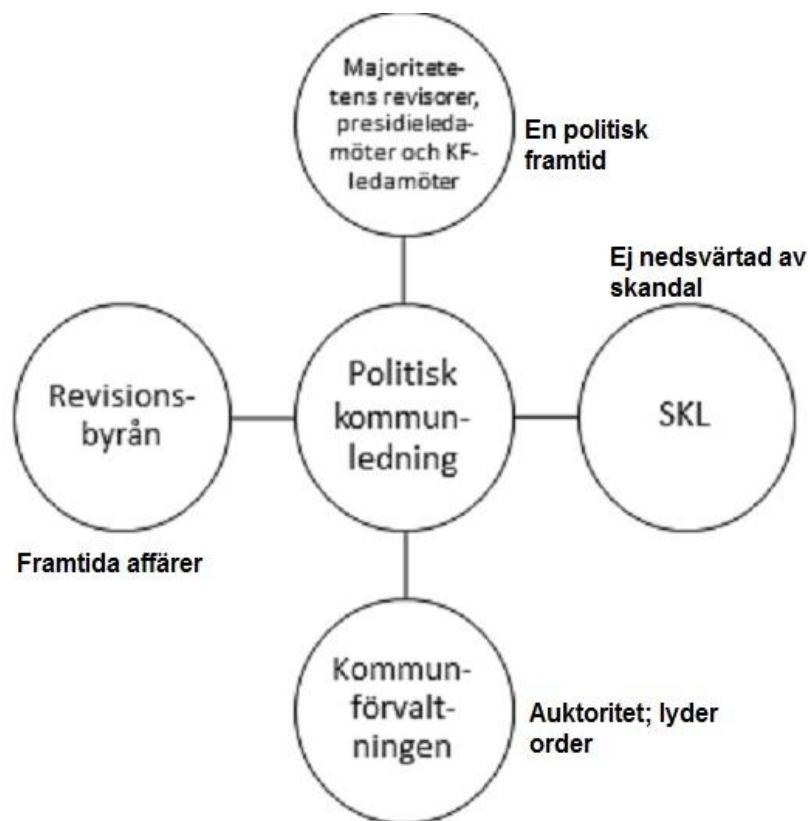 Majoritete-
tens revisorer,
presidieleda-
möter och KF-
ledamöter
En politisk
framtid
Ej nedsvärtad av
skandal
Revisions-
byrån
Politisk
kommun-
ledning
SKL
Framtida affärer
Kommun-
förvalt-
ningen
Auktoritet; lyder
order